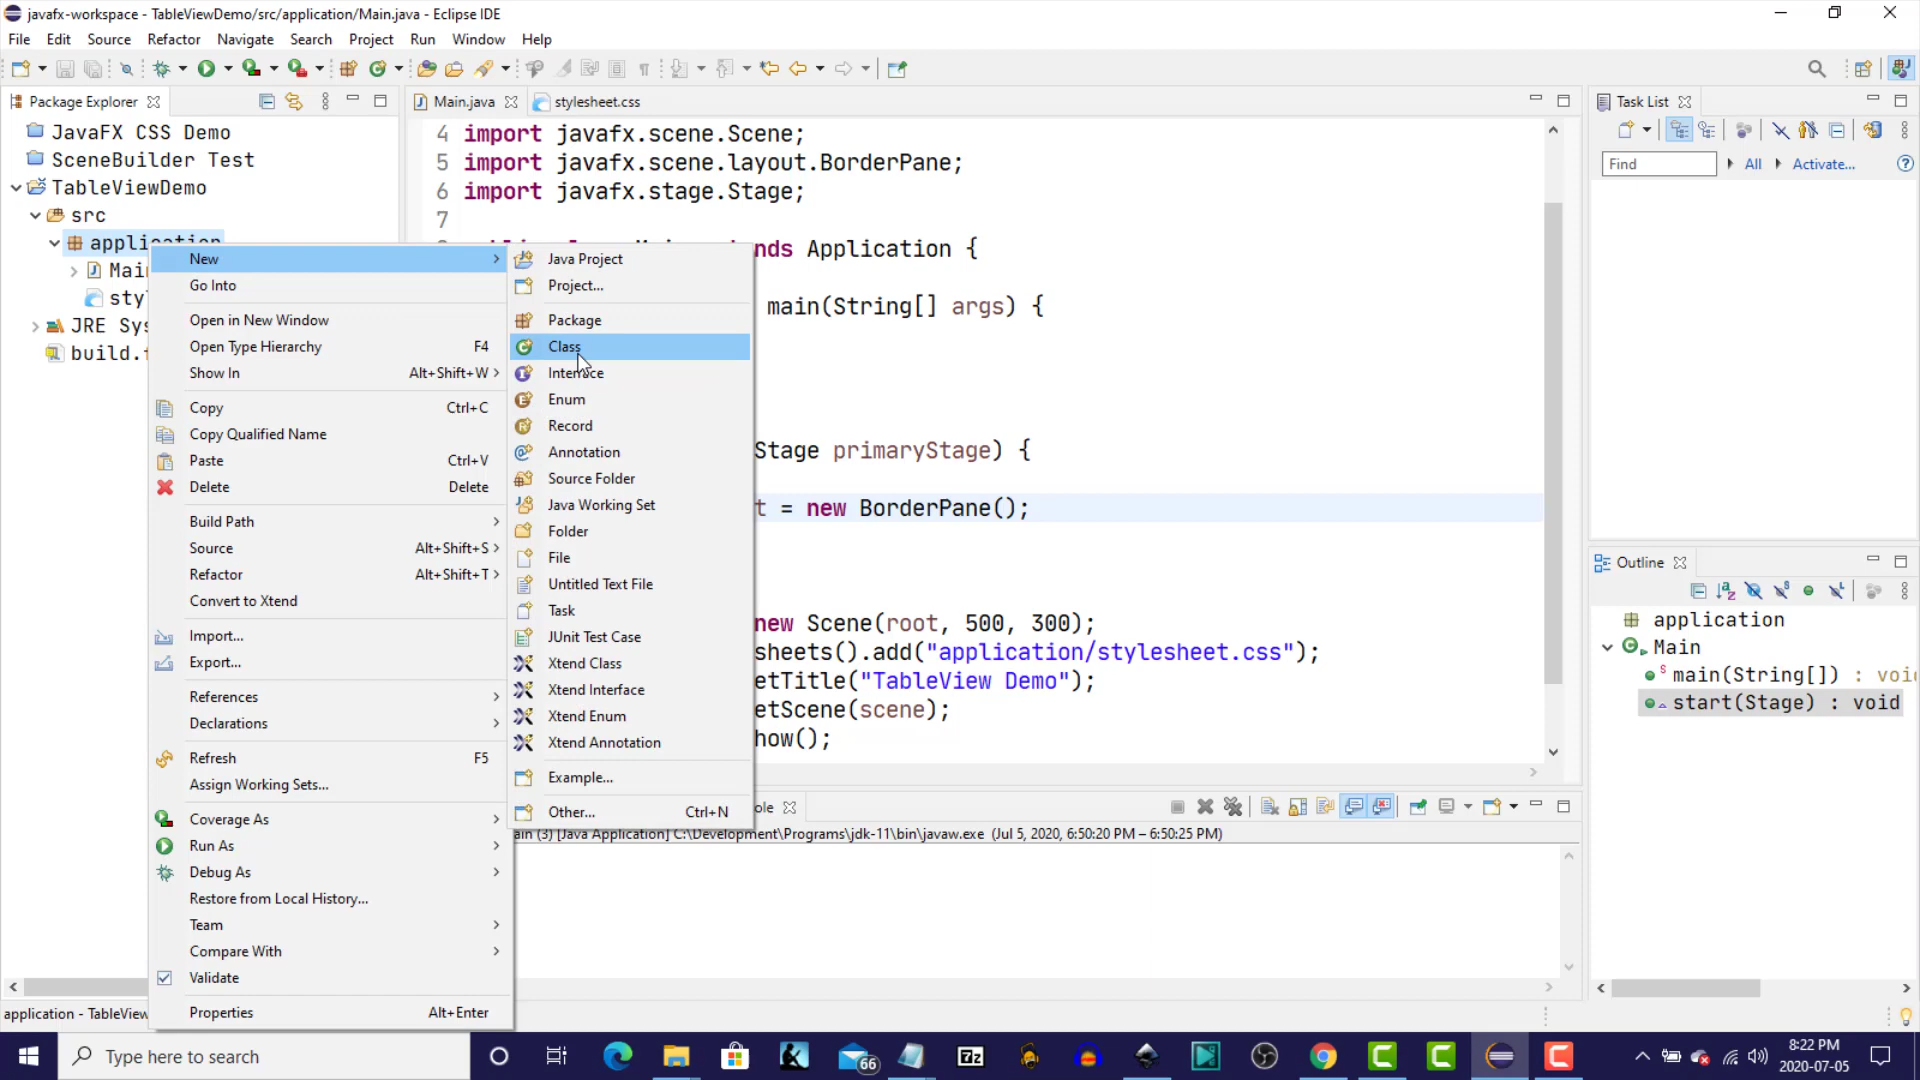 javafx-workspace - TableViewDemo/src/application/Main.java - Eclipse IDE
File Edit Source Refactor Navigate Search Project Run Window Help
Package Explorer
JavaFX CSS Demo
SceneBuilder Test
TableViewDemo
src
application
Mai
sty
JRE Sys
build.f
Main.java
stylesheet.css
4 import javafx.scene.Scene;
5 import javafx.scene.layout.BorderPane;
6 import javafx.stage.Stage;
7
nds Application {
main(String[] args) {
Stage primaryStage) {
t = new BorderPane();
new Scene(root, 500, 300);
sheets().add("application/stylesheet.css");
etTitle("TableView Demo");
etScene(scene);
how();
New
Go Into
Open in New Window
Open Type Hierarchy F4
Show In Alt+Shift+W
Copy Ctrl+C
Copy Qualified Name
Paste Ctrl+V
Delete Delete
Build Path
Source Alt+Shift+S
Refactor Alt+Shift+T
Convert to Xtend
Import...
Export...
References
Declarations
Refresh F5
Assign Working Sets...
Coverage As
Run As
Debug As
Restore from Local History...
Team
Compare With
Validate
Properties Alt+Enter
Java Project
Project...
Package
Class
Interface
Enum
Record
Annotation
Source Folder
Java Working Set
Folder
File
Untitled Text File
Task
JUnit Test Case
Xtend Class
Xtend Interface
Xtend Enum
Xtend Annotation
Example...
Other... Ctrl+N
ole
ain (3) [Java Application] C:\Development\Programs\jdk-11\bin\javaw.exe (Jul 5, 2020, 6:50:20 PM – 6:50:25 PM)
Task List
Find All Activate...
Outline
application
Main
main(String[]) : voi
start(Stage) : void
application - TableView
Type here to search
66
7z
8:22 PM
2020-07-05